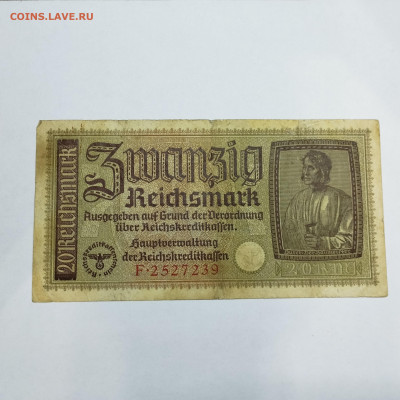 COINS.LAVE.RU
20 Reichsmark
Zwanzig
Reichsmark
Ausgegeben auf Grund der Verordnung
über Reichskreditkassen.
Hauptverwaltung
der Reichskreditkassen
F·2527239